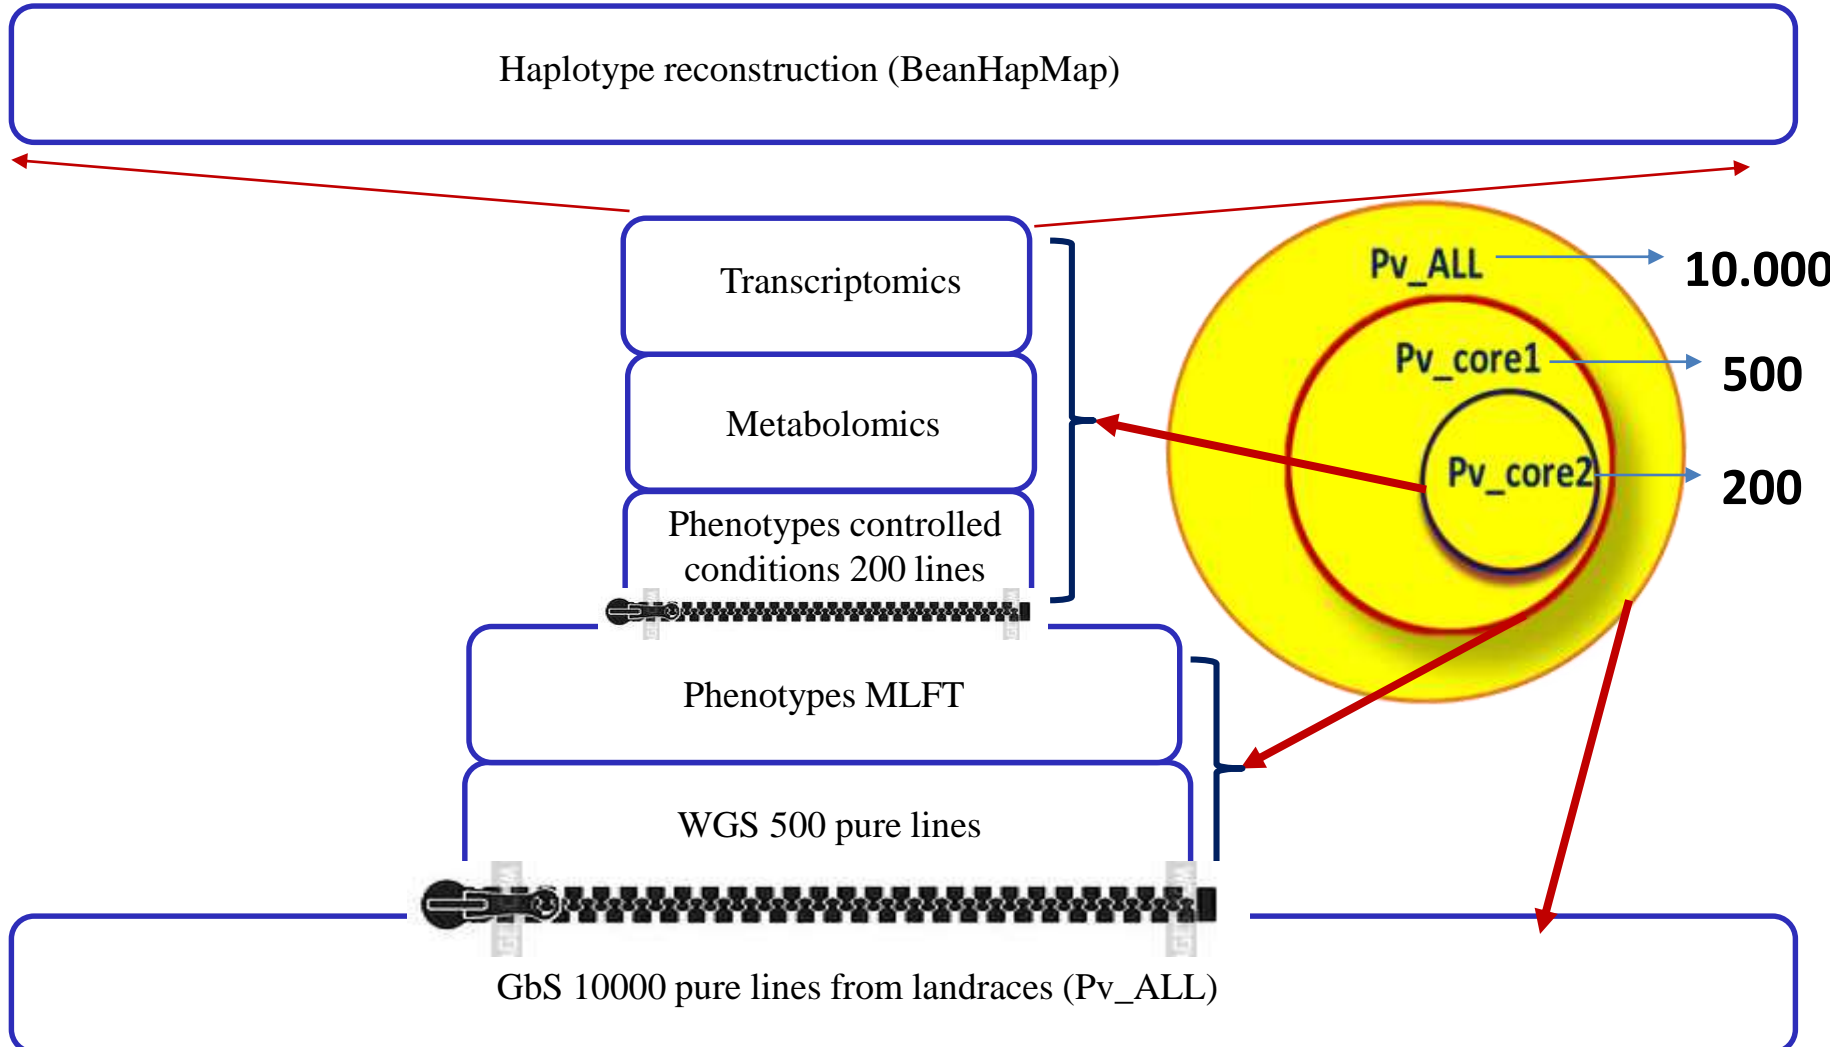 Haplotype reconstruction (BeanHapMap)
Transcriptomics
Metabolomics
Phenotypes controlled
conditions 200 lines
Phenotypes MLFT
WGS 500 pure lines
GbS 10000 pure lines from landraces (Pv_ALL)
Pv_ALL
10.000
Pv_core1
500
Pv_core2
200